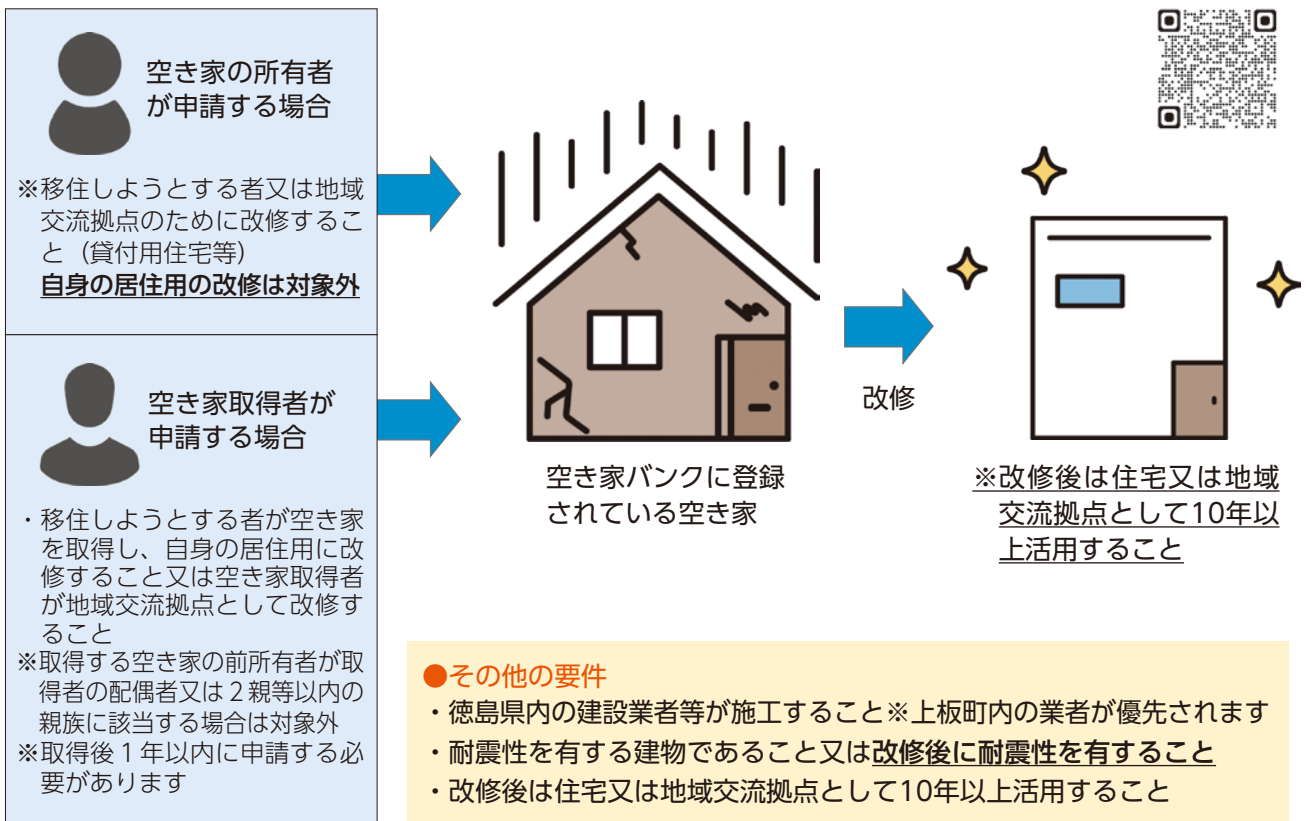 空き家の所有者
が申請する場合
※移住しようとする者又は地域
交流拠点のために改修するこ
と（貸付用住宅等）
自身の居住用の改修は対象外
空き家取得者が
申請する場合
・移住しようとする者が空き家
を取得し、自身の居住用に改
修すること又は空き家取得者
が地域交流拠点として改修す
ること
※取得する空き家の前所有者が取
得者の配偶者又は２親等以内の
親族に該当する場合は対象外
※取得後１年以内に申請する必
要があります
空き家バンクに登録
されている空き家
改修
※改修後は住宅又は地域
交流拠点として10年以
上活用すること
●その他の要件
・徳島県内の建設業者等が施工すること※上板町内の業者が優先されます
・耐震性を有する建物であること又は改修後に耐震性を有すること
・改修後は住宅又は地域交流拠点として10年以上活用すること